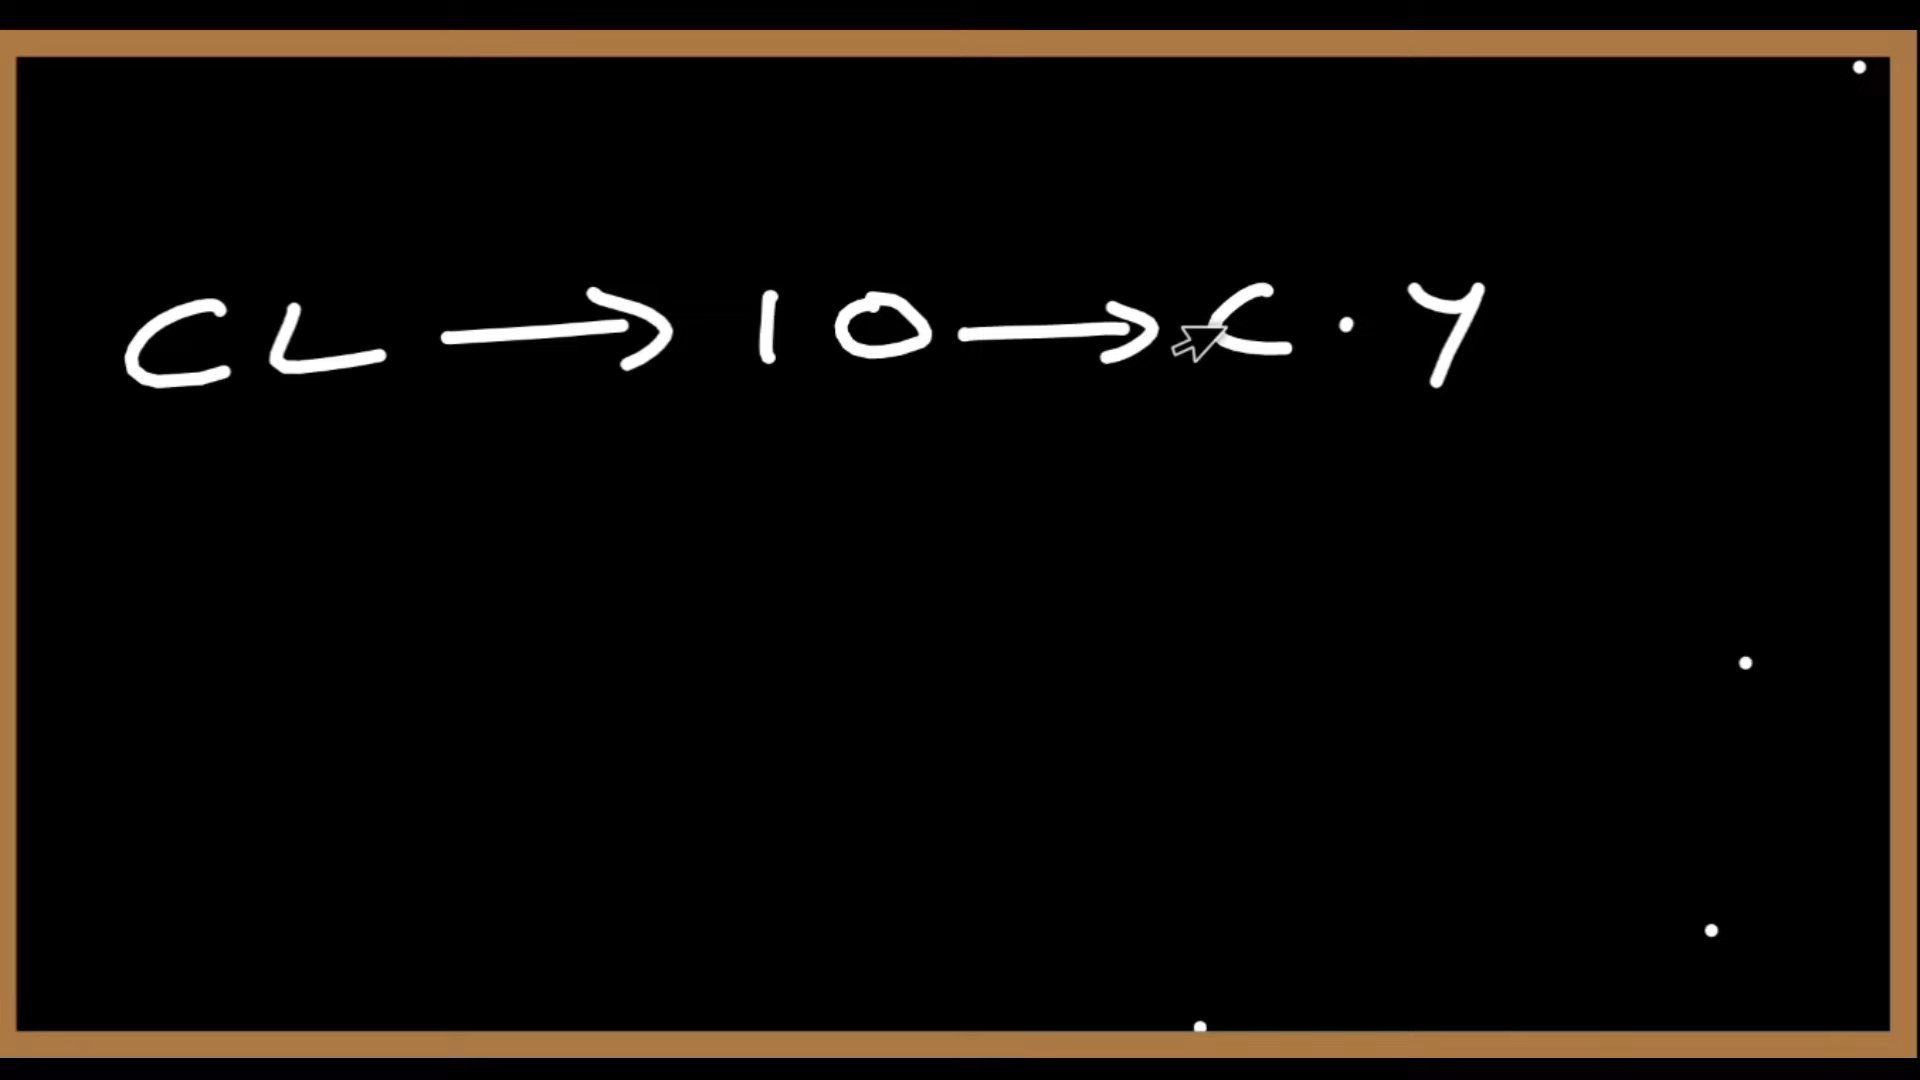 CL → 10 → C. Y